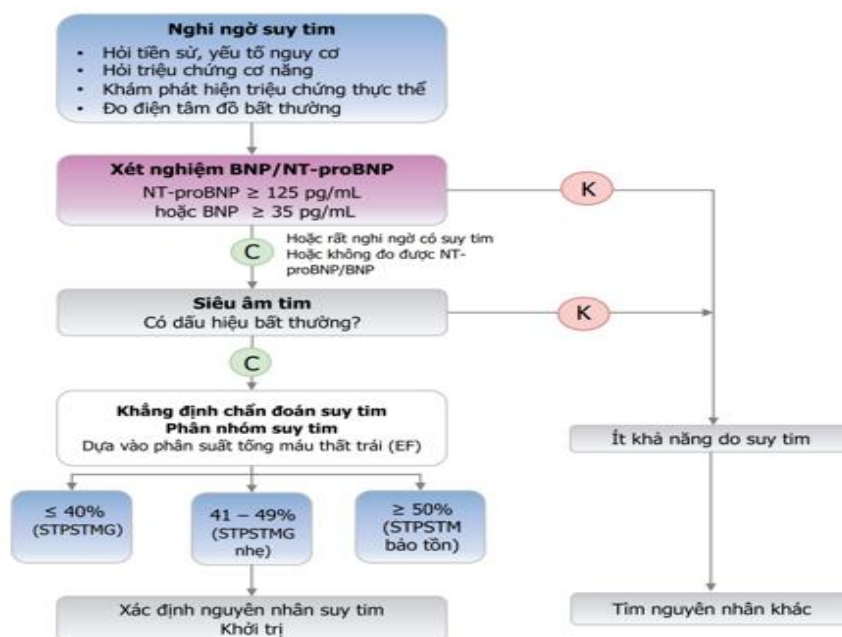 Nghi ngờ suy tim
• Hỏi tiền sử, yếu tố nguy cơ
• Hỏi triệu chứng cơ năng
• Khám phát hiện triệu chứng thực thể
• Đo điện tâm đồ bất thường
Xét nghiệm BNP/NT-proBNP
NT-proBNP ≥ 125 pg/mL
hoặc BNP ≥ 35 pg/mL
K
C
Hoặc rất nghi ngờ có suy tim
Hoặc không đo được NT-
proBNP/BNP
Siêu âm tim
Có dấu hiệu bất thường?
K
C
Khẳng định chẩn đoán suy tim
Phân nhóm suy tim
Dựa vào phân suất tống máu thất trái (EF)
Ít khả năng do suy tim
≤ 40%
(STPSTMG)
41 – 49%
(STPSTMG
nhẹ)
≥ 50%
(STPSTM
bảo tồn)
Xác định nguyên nhân suy tim
Khởi trị
Tìm nguyên nhân khác